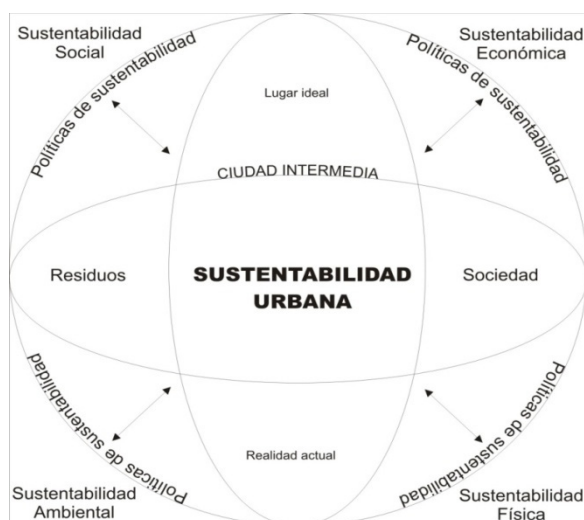 Sustentabilidad
Social
Sustentabilidad
Económica
Políticas de sustentabilidad
Políticas de sustentabilidad
Lugar ideal
CIUDAD INTERMEDIA
Residuos
SUSTENTABILIDAD
URBANA
Sociedad
Políticas de sustentabilidad
Políticas de sustentabilidad
Realidad actual
Sustentabilidad
Ambiental
Sustentabilidad
Física